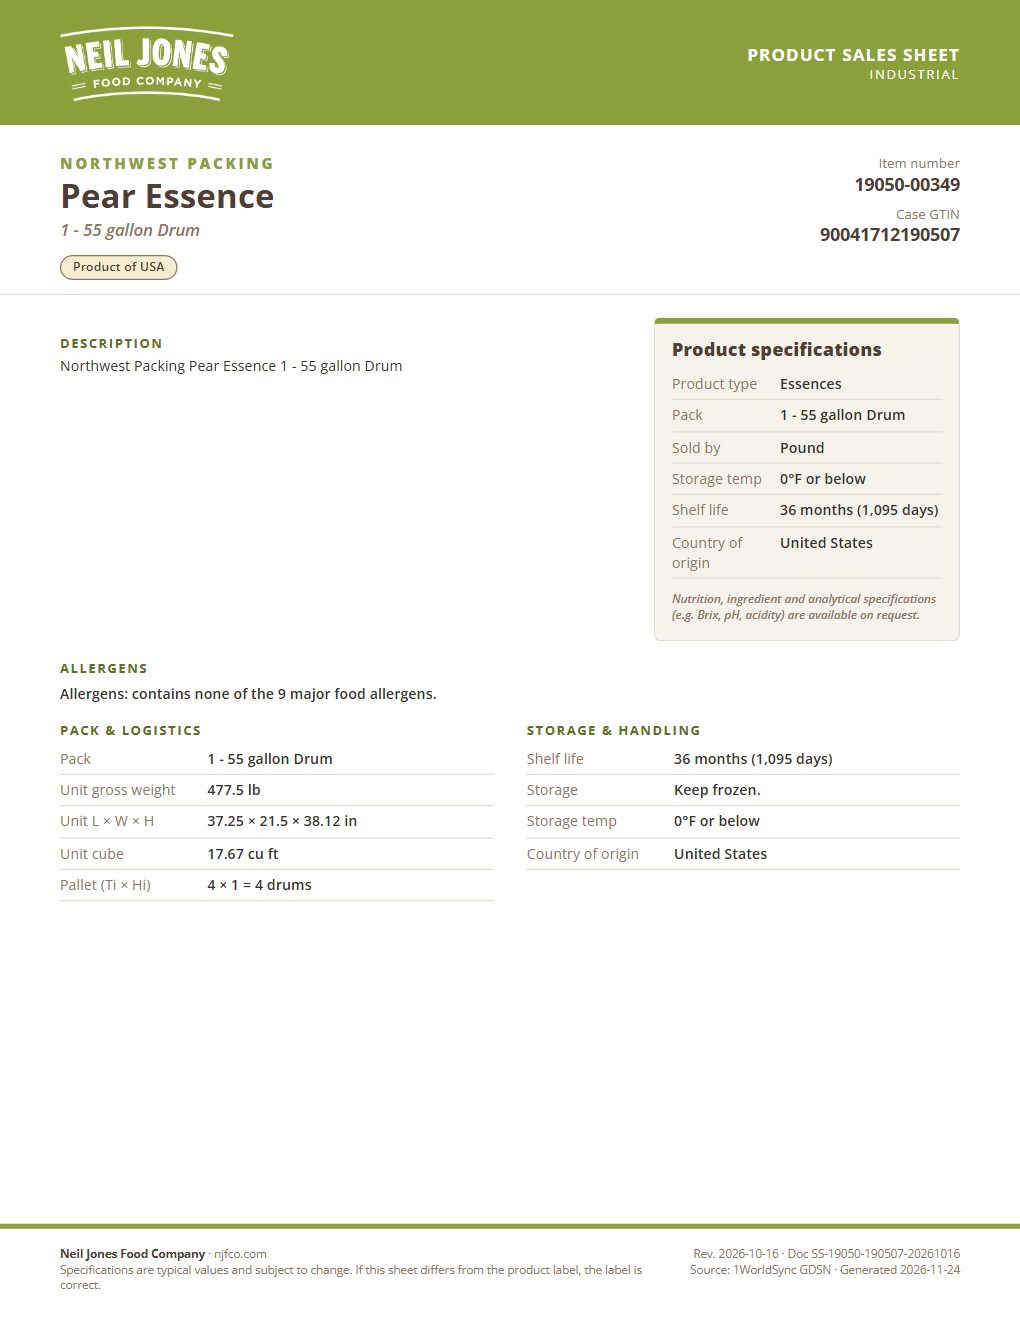 NEIL JONES
FOOD COMPANY
PRODUCT SALES SHEET
INDUSTRIAL
NORTHWEST PACKING
Pear Essence
1 - 55 gallon Drum
Product of USA
Item number
19050-00349
Case GTIN
90041712190507
DESCRIPTION
Northwest Packing Pear Essence 1 - 55 gallon Drum
Product specifications
Product type Essences
Pack 1 - 55 gallon Drum
Sold by Pound
Storage temp 0°F or below
Shelf life 36 months (1,095 days)
Country of origin United States
Nutrition, ingredient and analytical specifications
(e.g. Brix, pH, acidity) are available on request.
ALLERGENS
Allergens: contains none of the 9 major food allergens.
PACK & LOGISTICS
Pack 1 - 55 gallon Drum
Unit gross weight 477.5 lb
Unit L × W × H 37.25 × 21.5 × 38.12 in
Unit cube 17.67 cu ft
Pallet (Ti × Hi) 4 × 1 = 4 drums
STORAGE & HANDLING
Shelf life 36 months (1,095 days)
Storage Keep frozen.
Storage temp 0°F or below
Country of origin United States
Neil Jones Food Company · njfco.com
Specifications are typical values and subject to change. If this sheet differs from the product label, the label is
correct.
Rev. 2026-10-16 · Doc SS-19050-190507-20261016
Source: 1WorldSync GDSN · Generated 2026-11-24